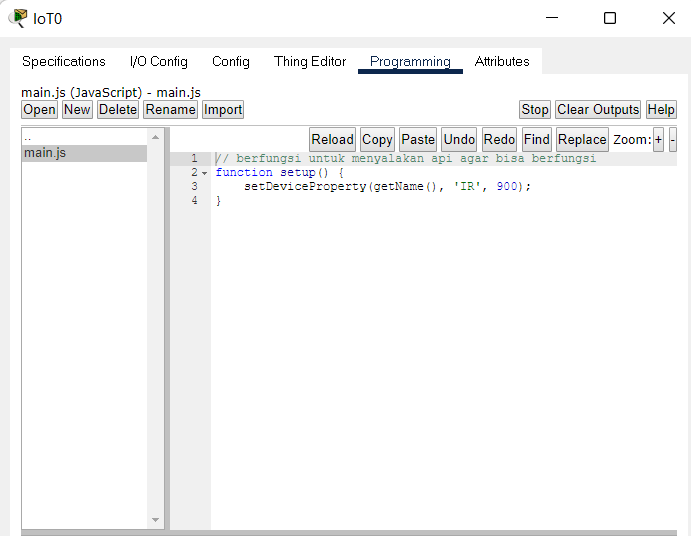 IoT0
Specifications I/O Config Config Thing Editor Programming Attributes
main.js (JavaScript) - main.js
Open New Delete Rename Import Stop Clear Outputs Help
..
main.js
Reload Copy Paste Undo Redo Find Replace Zoom: + -
1 // berfungsi untuk menyalakan api agar bisa berfungsi
2 function setup() {
3 setDeviceProperty(getName(), 'IR', 900);
4 }